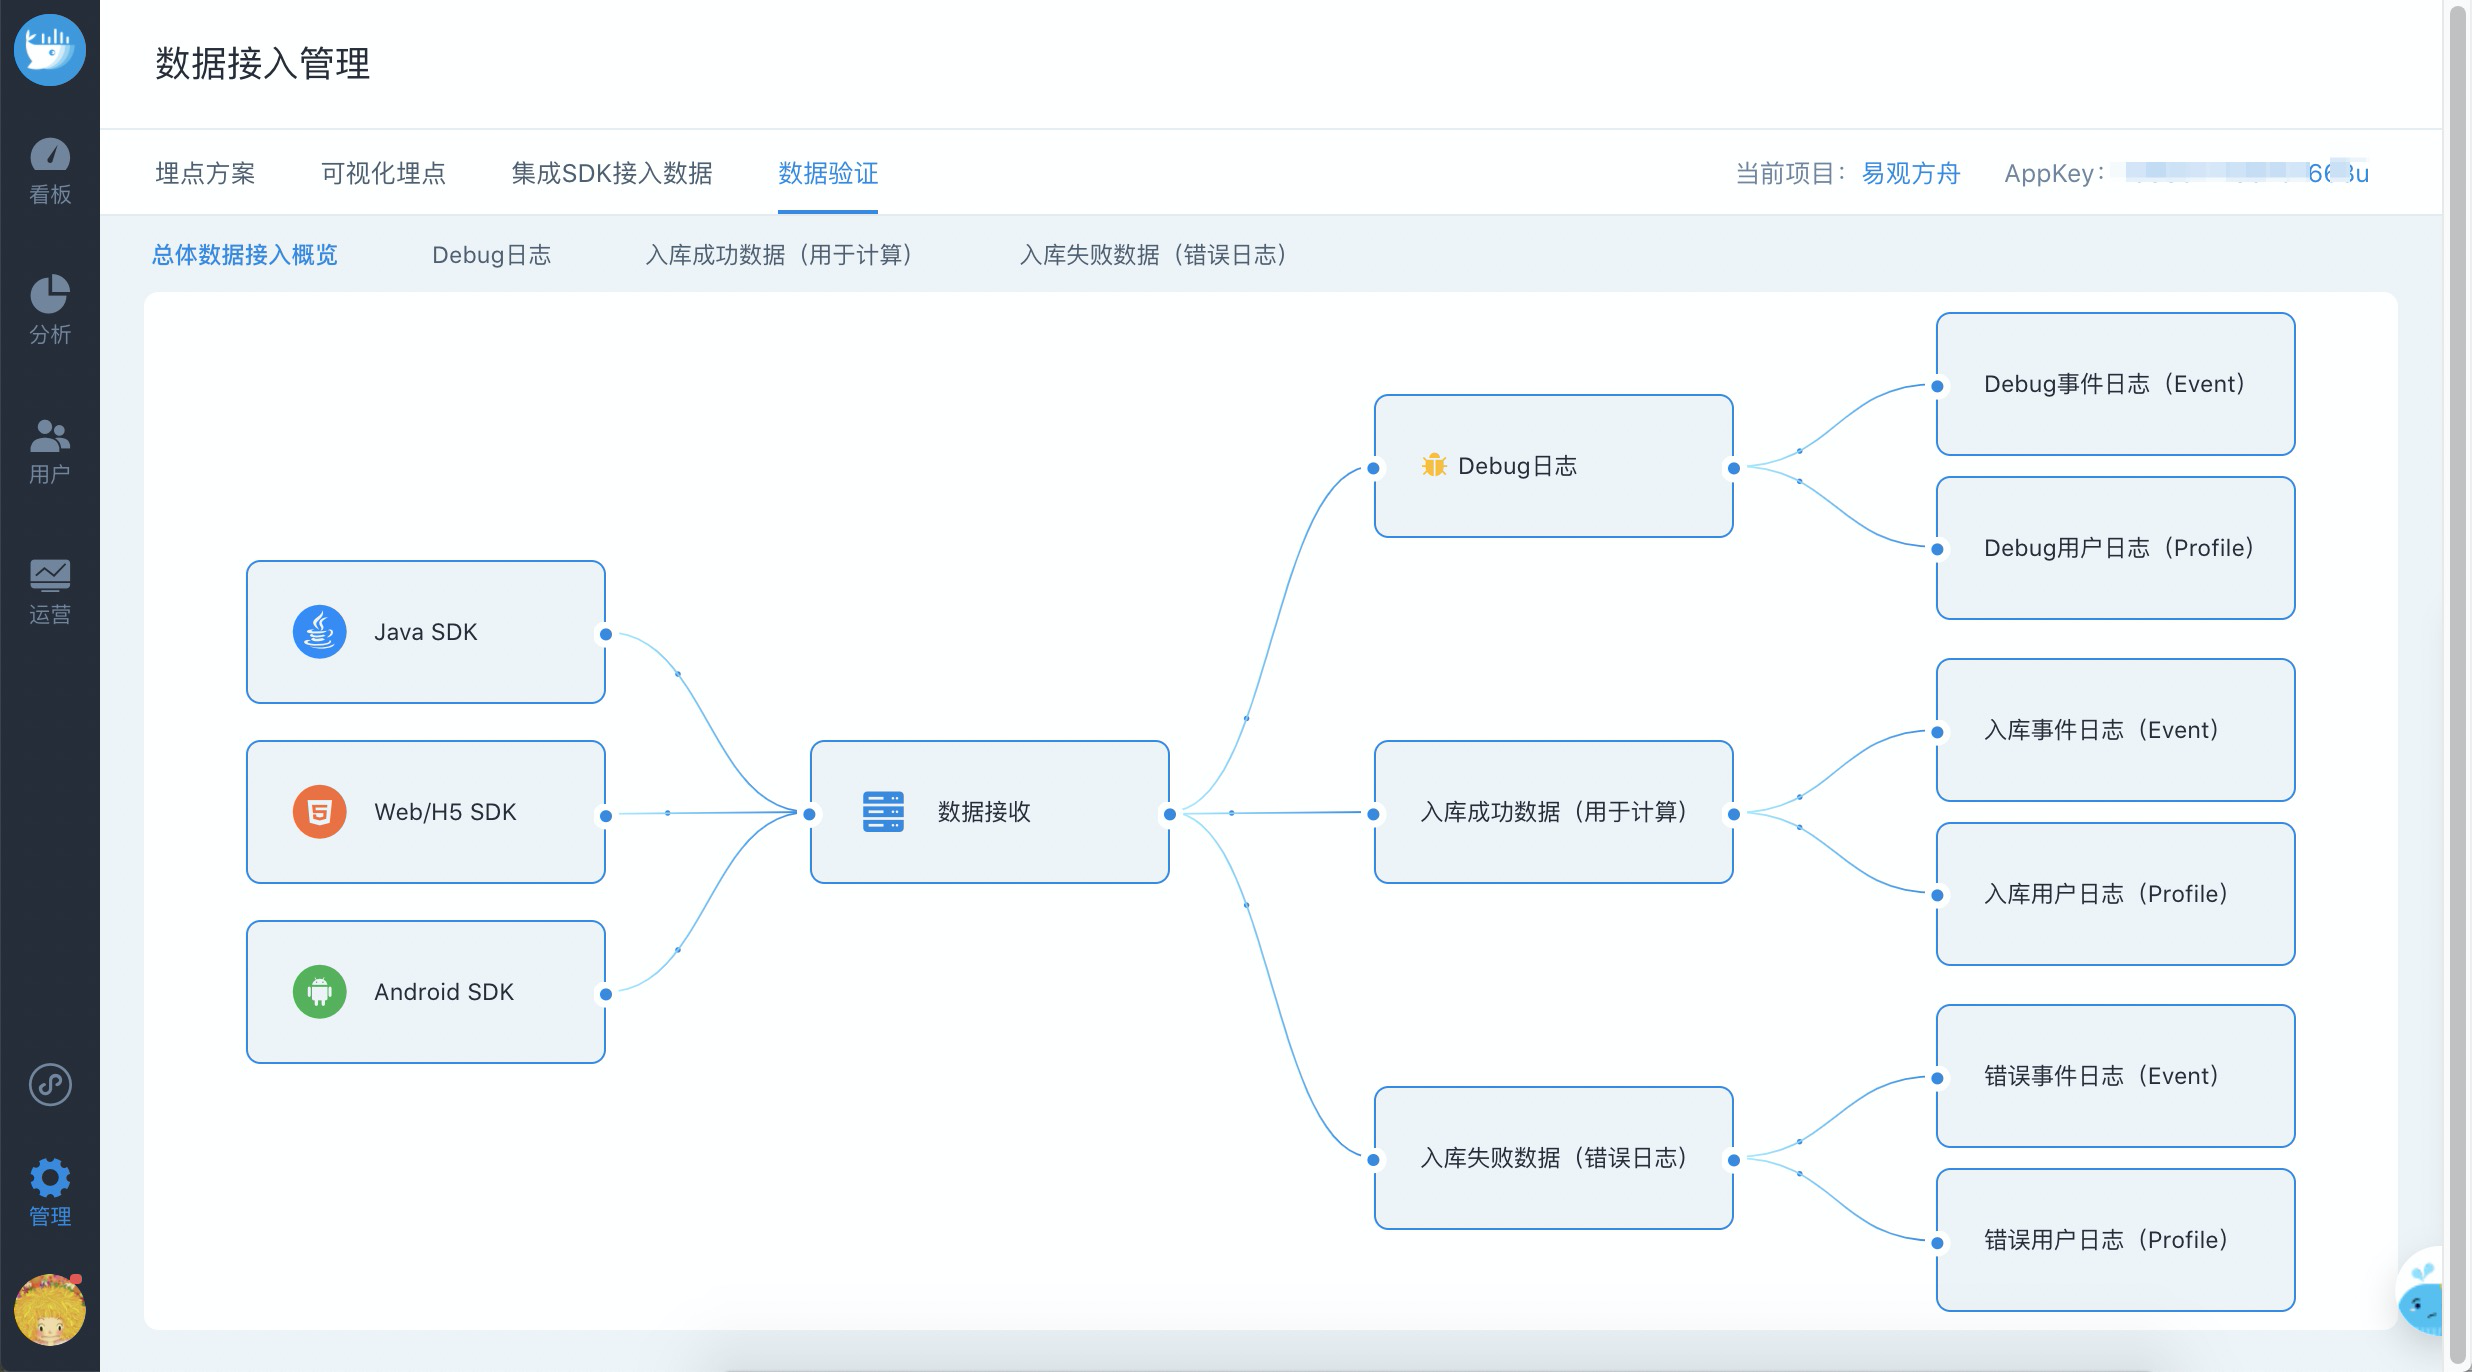 数据接入管理
看板
分析
用户
运营
管理
埋点方案
可视化埋点
集成SDK接入数据
数据验证
当前项目：
易观方舟
AppKey：
总体数据接入概览
Debug日志
入库成功数据（用于计算）
入库失败数据（错误日志）
Java SDK
Web/H5 SDK
Android SDK
数据接收
Debug日志
入库成功数据（用于计算）
入库失败数据（错误日志）
Debug事件日志（Event）
Debug用户日志（Profile）
入库事件日志（Event）
入库用户日志（Profile）
错误事件日志（Event）
错误用户日志（Profile）